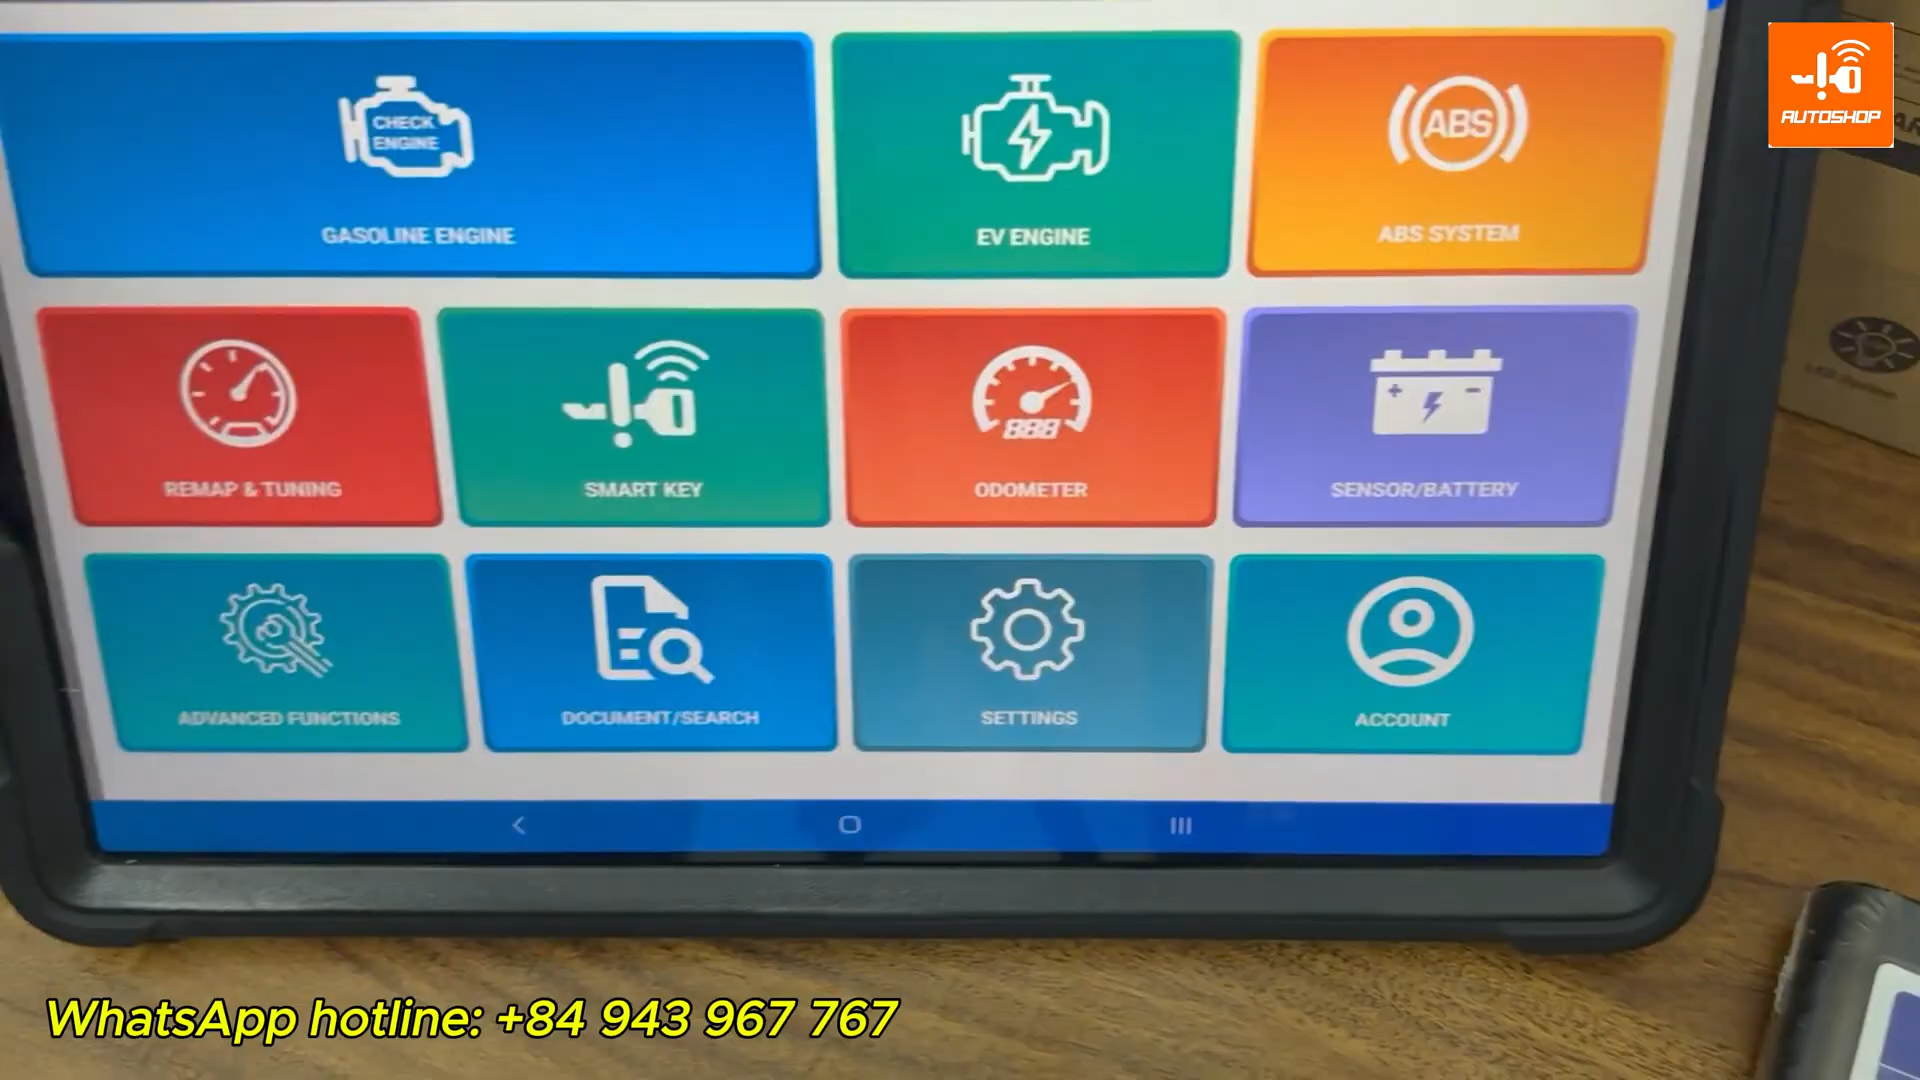 CHECK
ENGINE
GASOLINE ENGINE
EV ENGINE
ABS
ABS SYSTEM
AUTOSHOP
REMAP & TUNING
SMART KEY
888
ODOMETER
SENSOR/BATTERY
ADVANCED FUNCTIONS
DOCUMENT/SEARCH
SETTINGS
ACCOUNT
WhatsApp hotline: +84 943 967 767